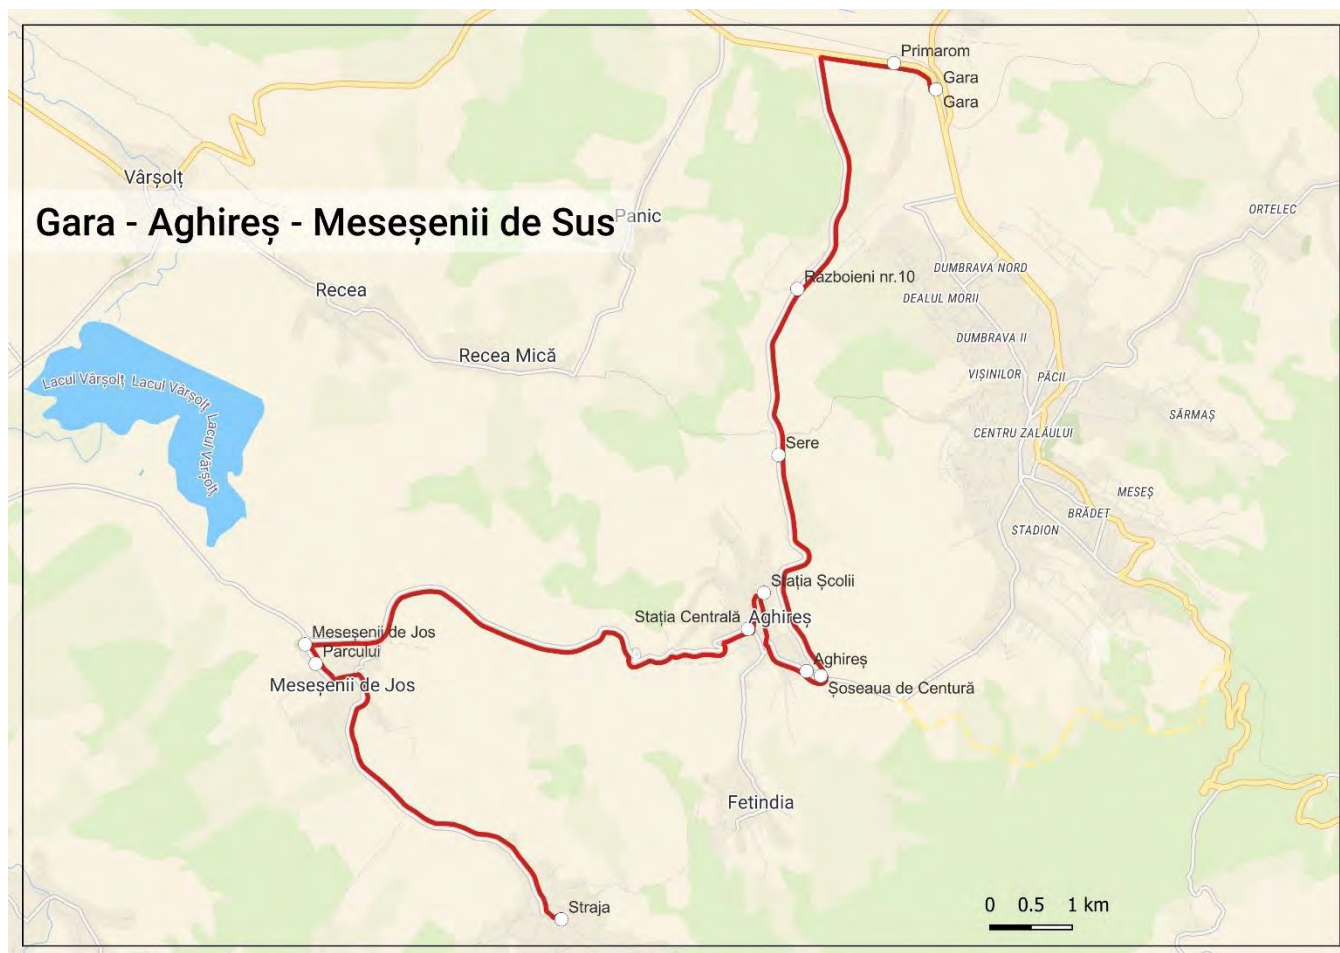 Primarom
Gara
Gara
Vârșolț
Gara - Aghireș - Meseșenii de Sus
Panic
ORTELEC
DUMBRAVA NORD
Razboieni nr.10
Recea
DEALUL MORII
DUMBRAVA II
Recea Mică
VIȘINILOR
PĂCII
Lacul Vârșolț Lacul Vârșolț Lacul Vârșolț
SĂRMAȘ
CENTRU ZALĂULUI
Sere
MESEȘ
BRĂDET
STADION
Stația Școlii
Stația Centrală
Aghireș
Meseșenii de Jos
Parcului
Aghireș
Meseșenii de Jos
Șoseaua de Centură
Fetindia
Straja
0 0.5 1 km